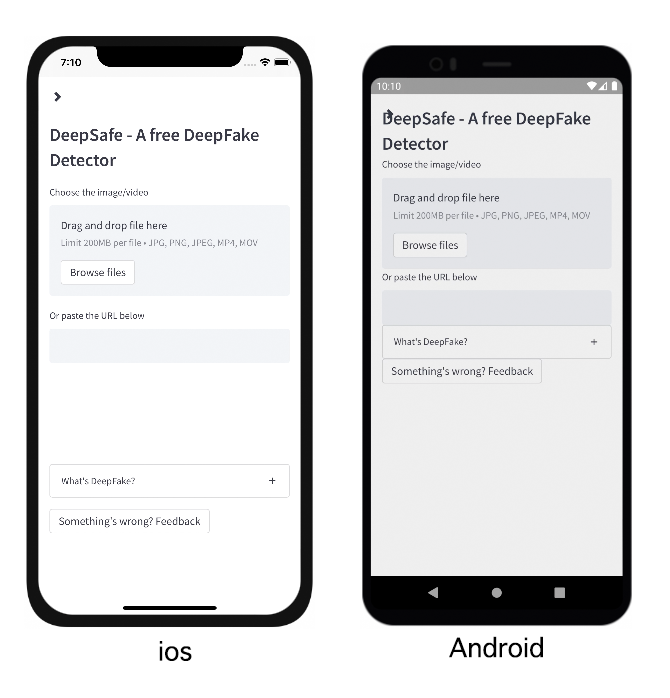 7:10
DeepSafe - A free DeepFake
Detector
Choose the image/video
Drag and drop file here
Limit 200MB per file • JPG, PNG, JPEG, MP4, MOV
Browse files
Or paste the URL below
What's DeepFake?
+
Something's wrong? Feedback
ios
10:10
DeepSafe - A free DeepFake
Detector
Choose the image/video
Drag and drop file here
Limit 200MB per file • JPG, PNG, JPEG, MP4, MOV
Browse files
Or paste the URL below
What's DeepFake?
+
Something's wrong? Feedback
Android